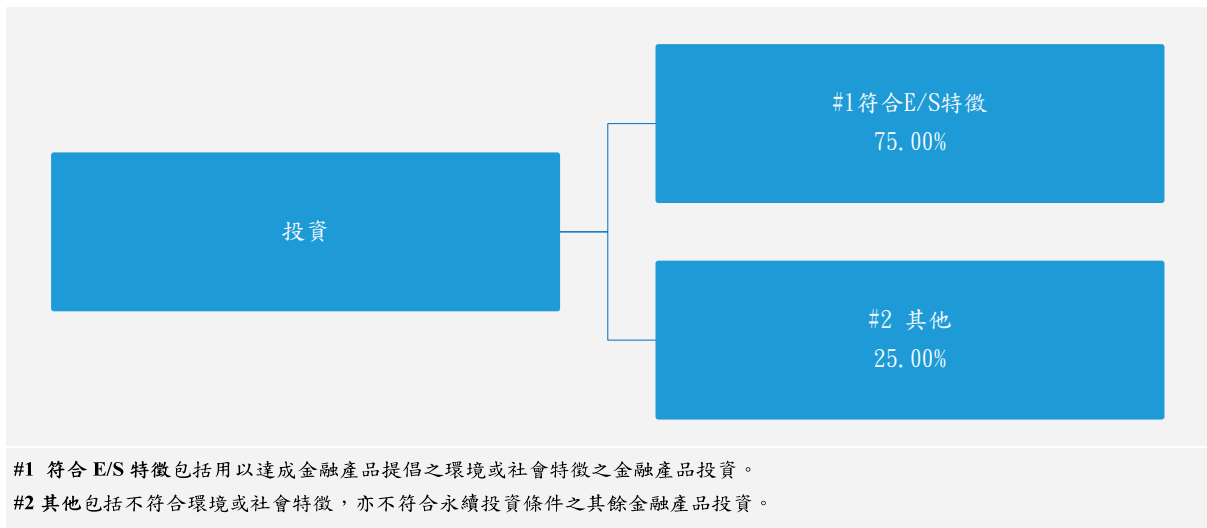 投資
#1符合E/S特徵
75.00%
#2 其他
25.00%
#1 符合 E/S 特徵包括用以達成金融產品提倡之環境或社會特徵之金融產品投資。
#2 其他包括不符合環境或社會特徵，亦不符合永續投資條件之其餘金融產品投資。